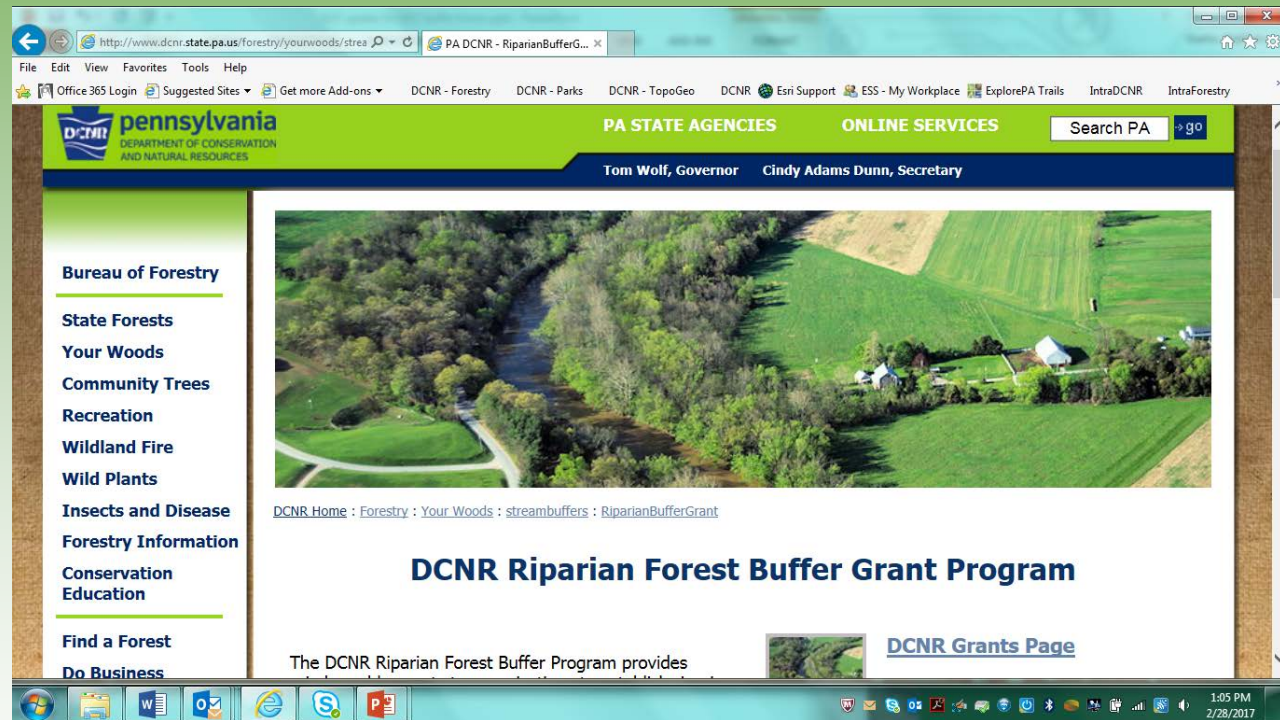 http://www.dcnr.state.pa.us/forestry/yourwoods/strea
PA DCNR - RiparianBufferG...
File Edit View Favorites Tools Help
Office 365 Login Suggested Sites Get more Add-ons DCNR - Forestry DCNR - Parks DCNR - TopoGeo DCNR Esri Support ESS - My Workplace ExplorePA Trails IntraDCNR IntraForestry
DCNR pennsylvania
DEPARTMENT OF CONSERVATION
AND NATURAL RESOURCES
PA STATE AGENCIES ONLINE SERVICES Search PA go
Tom Wolf, Governor Cindy Adams Dunn, Secretary
Bureau of Forestry
State Forests
Your Woods
Community Trees
Recreation
Wildland Fire
Wild Plants
Insects and Disease
Forestry Information
Conservation
Education
Find a Forest
Do Business
DCNR Home : Forestry : Your Woods : streambuffers : RiparianBufferGrant
DCNR Riparian Forest Buffer Grant Program
The DCNR Riparian Forest Buffer Program provides
DCNR Grants Page
1:05 PM
2/28/2017